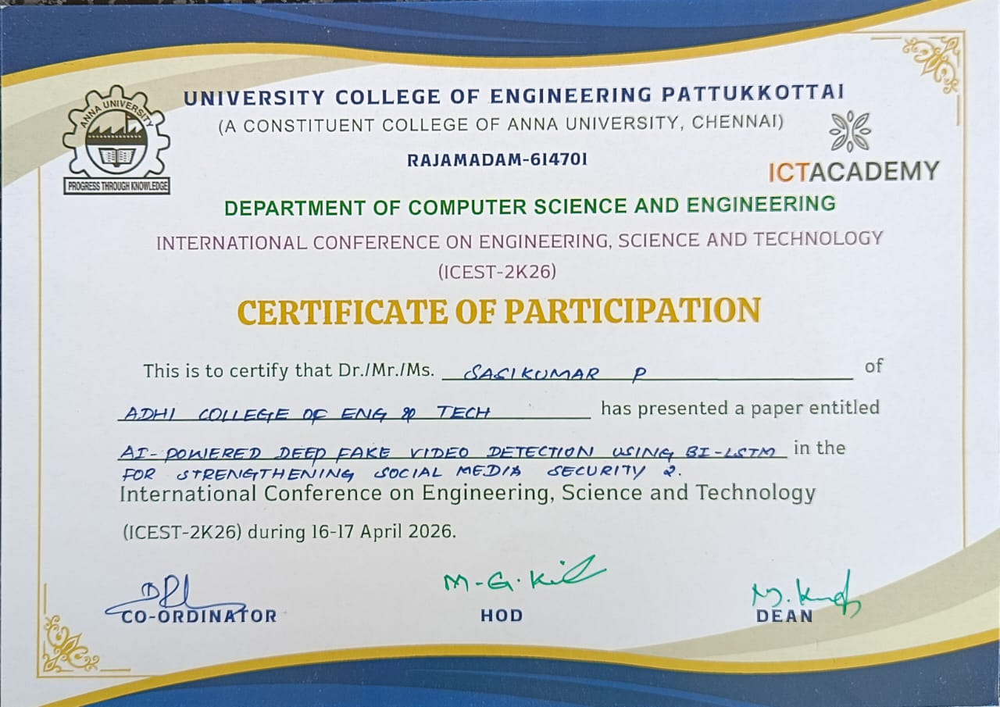 UNIVERSITY COLLEGE OF ENGINEERING PATTUKKOTTAI
(A CONSTITUENT COLLEGE OF ANNA UNIVERSITY, CHENNAI)
RAJAMADAM-614701
ANNA UNIVERSITY
PROGRESS THROUGH KNOWLEDGE
ICTACADEMY
DEPARTMENT OF COMPUTER SCIENCE AND ENGINEERING
INTERNATIONAL CONFERENCE ON ENGINEERING, SCIENCE AND TECHNOLOGY
(ICEST-2K26)
CERTIFICATE OF PARTICIPATION
This is to certify that Dr./Mr./Ms. SASIKUMAR P of
ADHI COLLEGE OF ENG & TECH has presented a paper entitled
AI-POWERED DEEP FAKE VIDEO DETECTION USING BI-LSTM in the
FOR STRENGTHENING SOCIAL MEDIA SECURITY 2.
International Conference on Engineering, Science and Technology
(ICEST-2K26) during 16-17 April 2026.
CO-ORDINATOR HOD DEAN